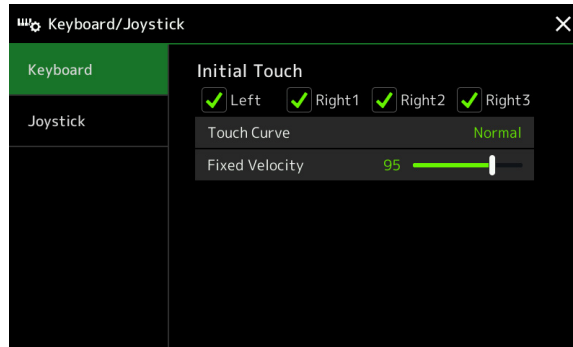 Keyboard/Joystick
Keyboard
Joystick
Initial Touch
Left Right1 Right2 Right3
Touch Curve Normal
Fixed Velocity 95